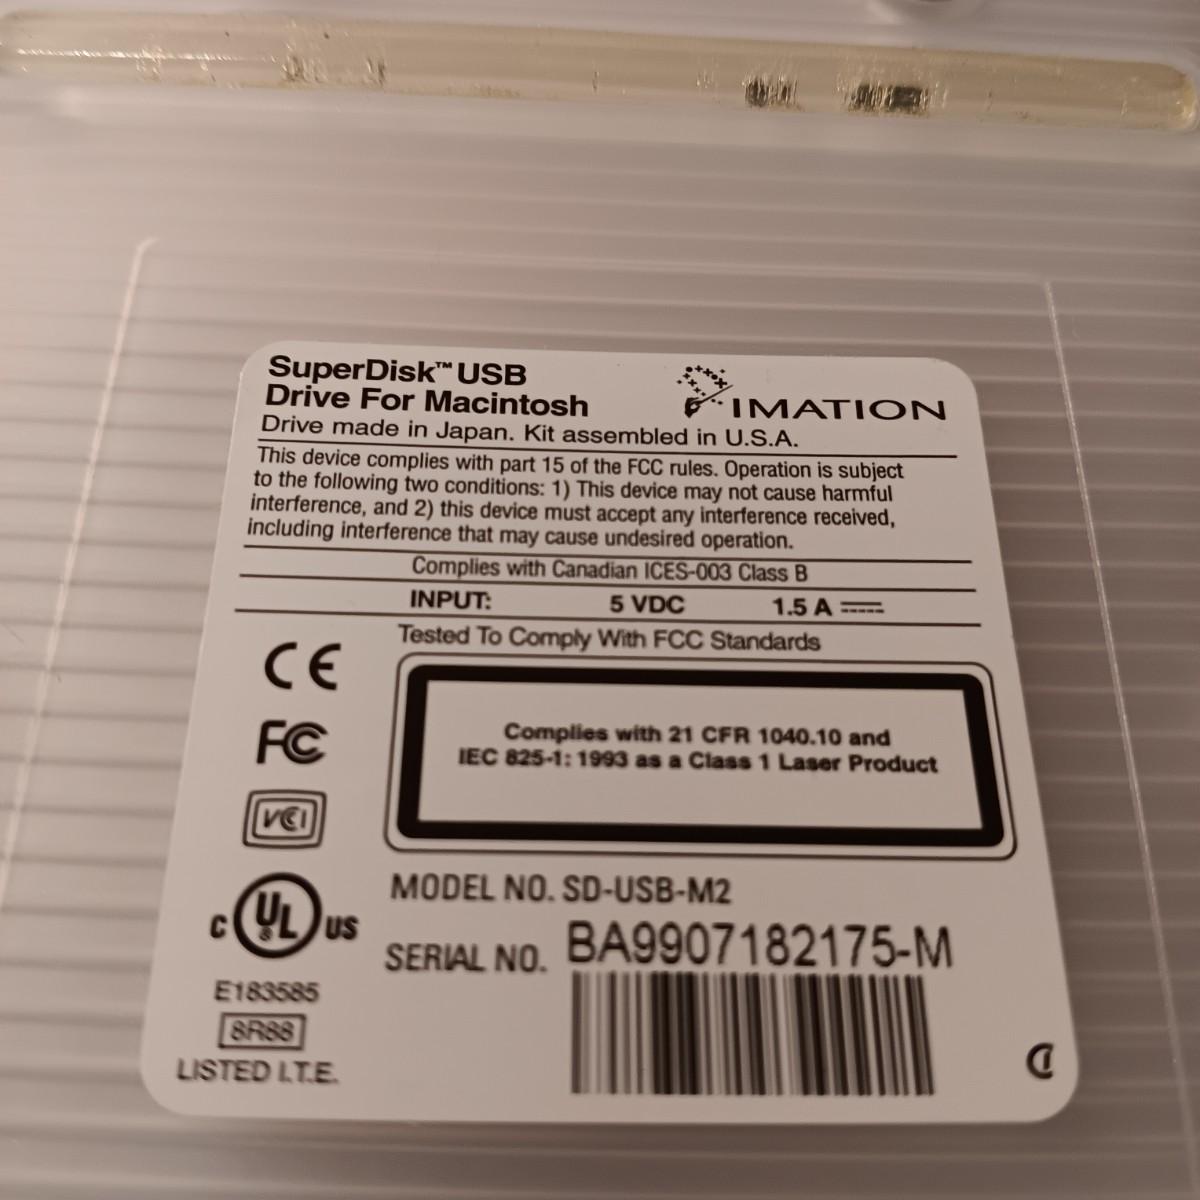 SuperDisk™ USB
Drive For Macintosh
IMATION
Drive made in Japan. Kit assembled in U.S.A.
This device complies with part 15 of the FCC rules. Operation is subject
to the following two conditions: 1) This device may not cause harmful
interference, and 2) this device must accept any interference received,
including interference that may cause undesired operation.
Complies with Canadian ICES-003 Class B
INPUT: 5 VDC 1.5 A
Tested To Comply With FCC Standards
CE
FC
VCI
C UL US
E183585
8R88
LISTED I.T.E.
Complies with 21 CFR 1040.10 and
IEC 825-1: 1993 as a Class 1 Laser Product
MODEL NO. SD-USB-M2
SERIAL NO. BA9907182175-M